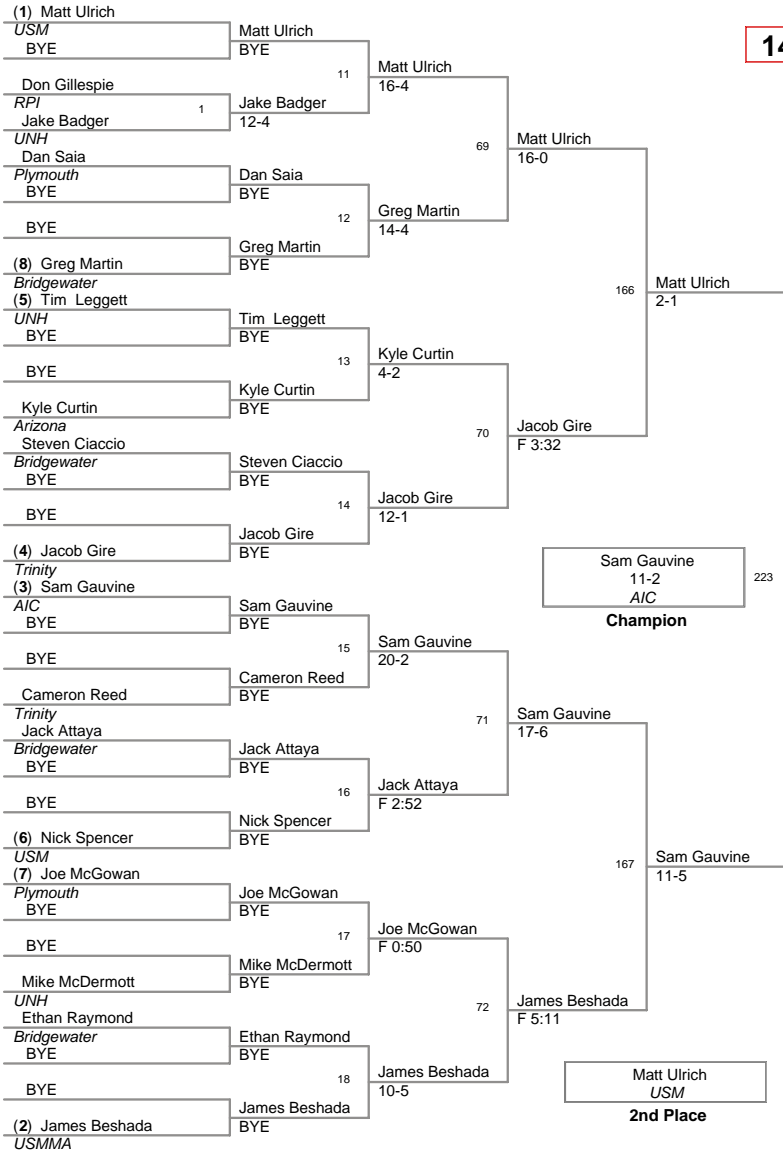 (1) Matt Ulrich
USM
BYE
Don Gillespie
RPI
Jake Badger
UNH
Dan Saia
Plymouth
BYE
BYE
(8) Greg Martin
Bridgewater
(5) Tim Leggett
UNH
BYE
BYE
Kyle Curtin
Arizona
Steven Ciaccio
Bridgewater
BYE
BYE
(4) Jacob Gire
Trinity
(3) Sam Gauvine
AIC
BYE
BYE
Cameron Reed
Trinity
Jack Attaya
Bridgewater
BYE
BYE
(6) Nick Spencer
USM
(7) Joe McGowan
Plymouth
BYE
BYE
Mike McDermott
UNH
Ethan Raymond
Bridgewater
BYE
BYE
(2) James Beshada
USMMA
1
Matt Ulrich
BYE
Jake Badger
12-4
Dan Saia
BYE
Greg Martin
BYE
Tim Leggett
BYE
Kyle Curtin
BYE
Steven Ciaccio
BYE
Jacob Gire
BYE
Sam Gauvine
BYE
Cameron Reed
BYE
Jack Attaya
BYE
Nick Spencer
BYE
Joe McGowan
BYE
Mike McDermott
BYE
Ethan Raymond
BYE
James Beshada
BYE
11
12
13
14
15
16
17
18
Matt Ulrich
16-4
Greg Martin
14-4
Kyle Curtin
4-2
Jacob Gire
12-1
Sam Gauvine
20-2
Jack Attaya
F 2:52
Joe McGowan
F 0:50
James Beshada
10-5
69
70
71
72
Matt Ulrich
16-0
Jacob Gire
F 3:32
Sam Gauvine
17-6
James Beshada
F 5:11
166
167
Matt Ulrich
2-1
Sam Gauvine
11-5
14
Sam Gauvine
11-2
AIC
223
Champion
Matt Ulrich
USM
2nd Place